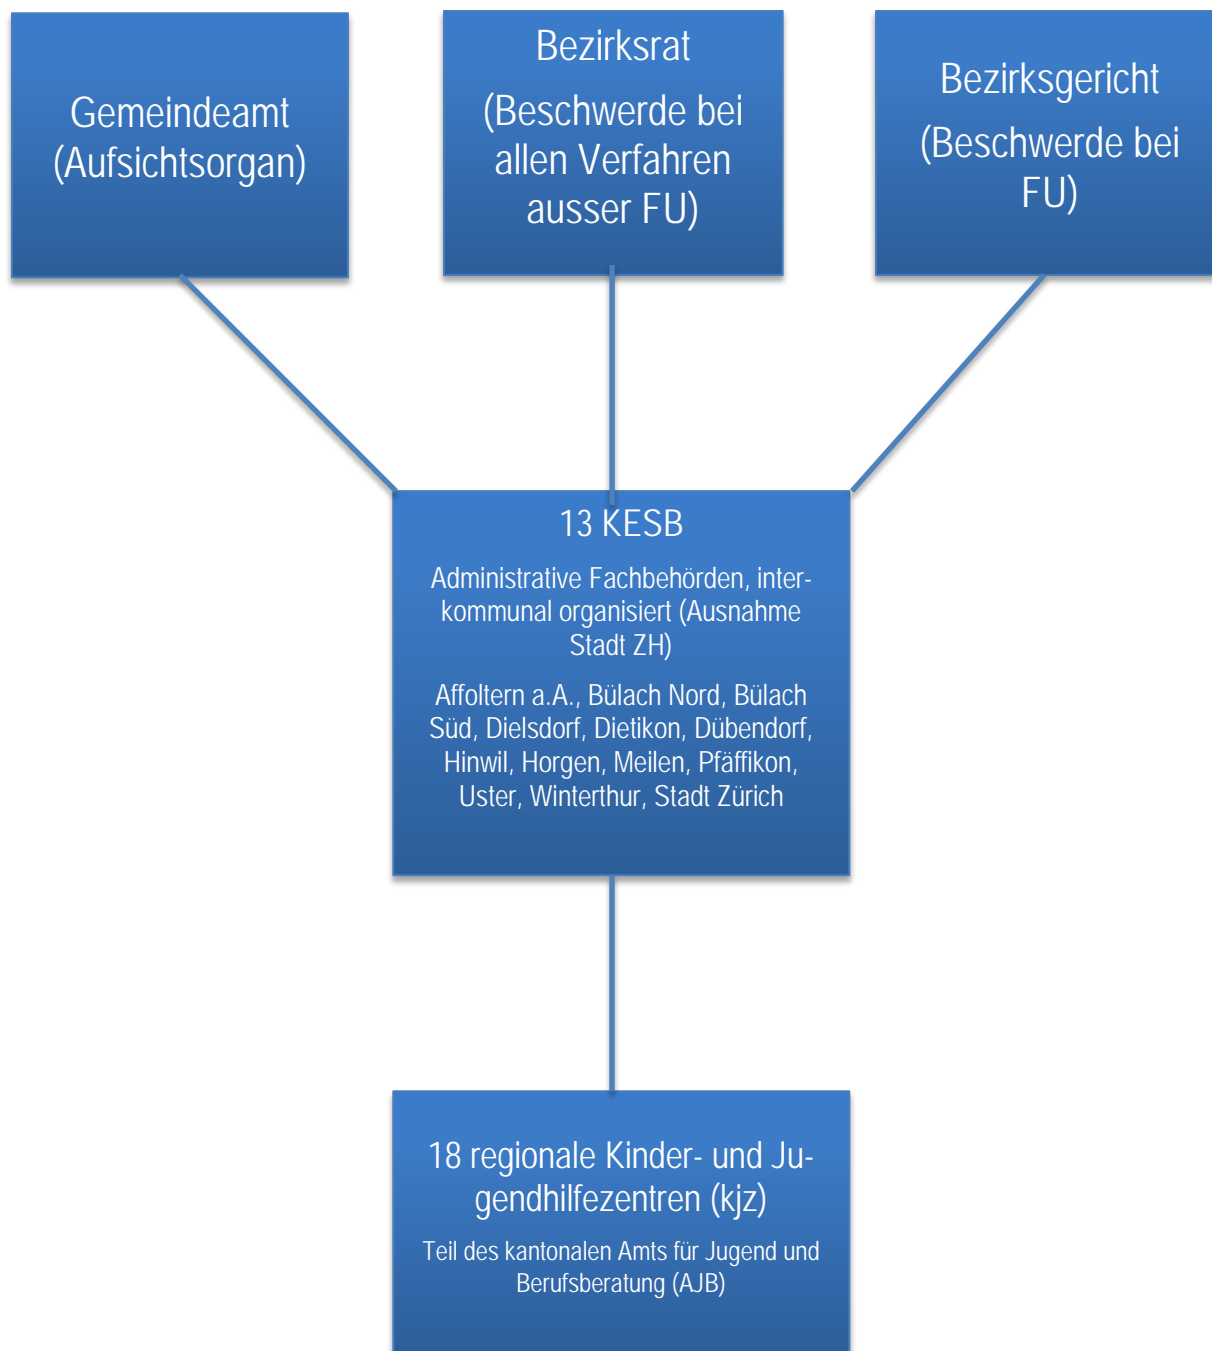 Gemeindeamt
(Aufsichtsorgan)
Bezirksrat
(Beschwerde bei
allen Verfahren
ausser FU)
Bezirksgericht
(Beschwerde bei
FU)
13 KESB
Administrative Fachbehörden, inter-
kommunal organisiert (Ausnahme
Stadt ZH)
Affoltern a.A., Bülach Nord, Bülach
Süd, Dielsdorf, Dietikon, Dübendorf,
Hinwil, Horgen, Meilen, Pfäffikon,
Uster, Winterthur, Stadt Zürich
18 regionale Kinder- und Ju-
gendhilfezentren (kjz)
Teil des kantonalen Amts für Jugend und
Berufsberatung (AJB)